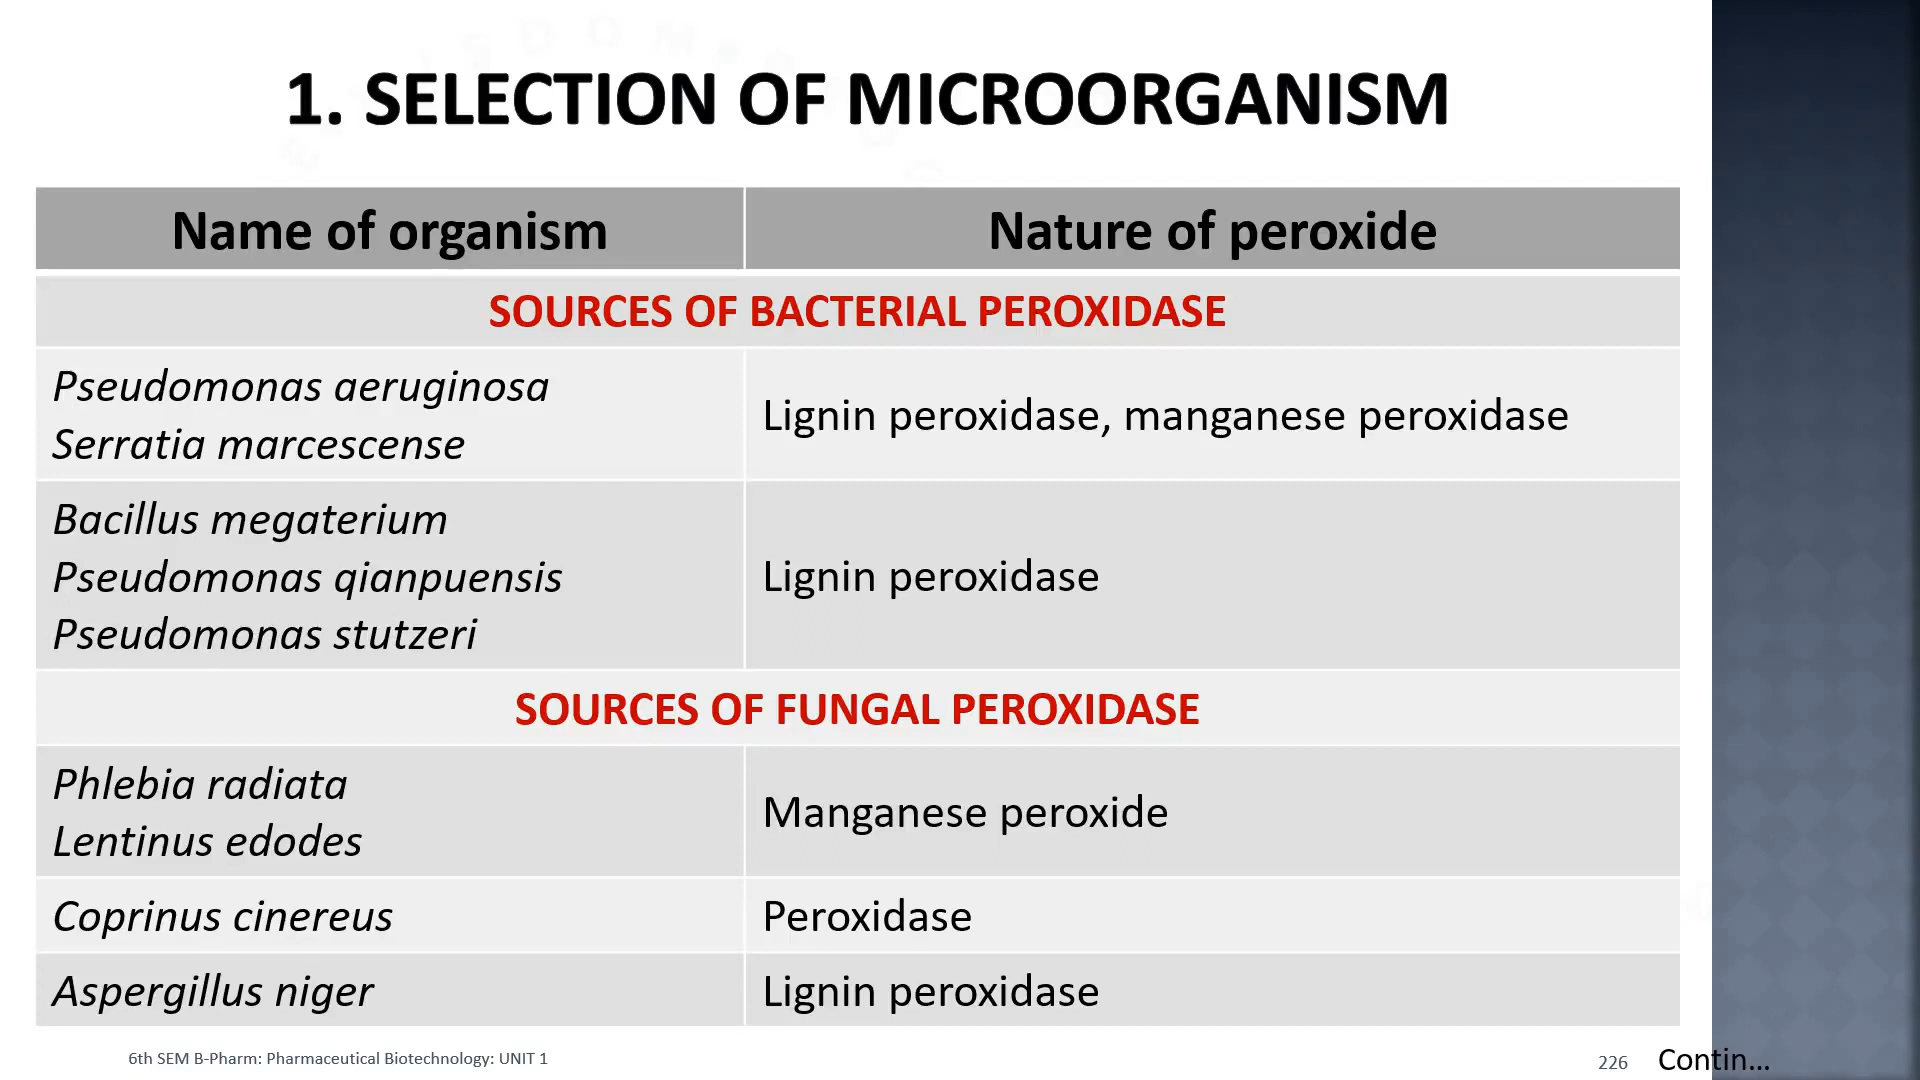 1. SELECTION OF MICROORGANISM
Name of organism
Nature of peroxide
SOURCES OF BACTERIAL PEROXIDASE
Pseudomonas aeruginosa
Serratia marcescense
Lignin peroxidase, manganese peroxidase
Bacillus megaterium
Pseudomonas qianpuensis
Pseudomonas stutzeri
Lignin peroxidase
SOURCES OF FUNGAL PEROXIDASE
Phlebia radiata
Lentinus edodes
Manganese peroxide
Coprinus cinereus
Peroxidase
Aspergillus niger
Lignin peroxidase
6th SEM B-Pharm: Pharmaceutical Biotechnology: UNIT 1
226
Contin...